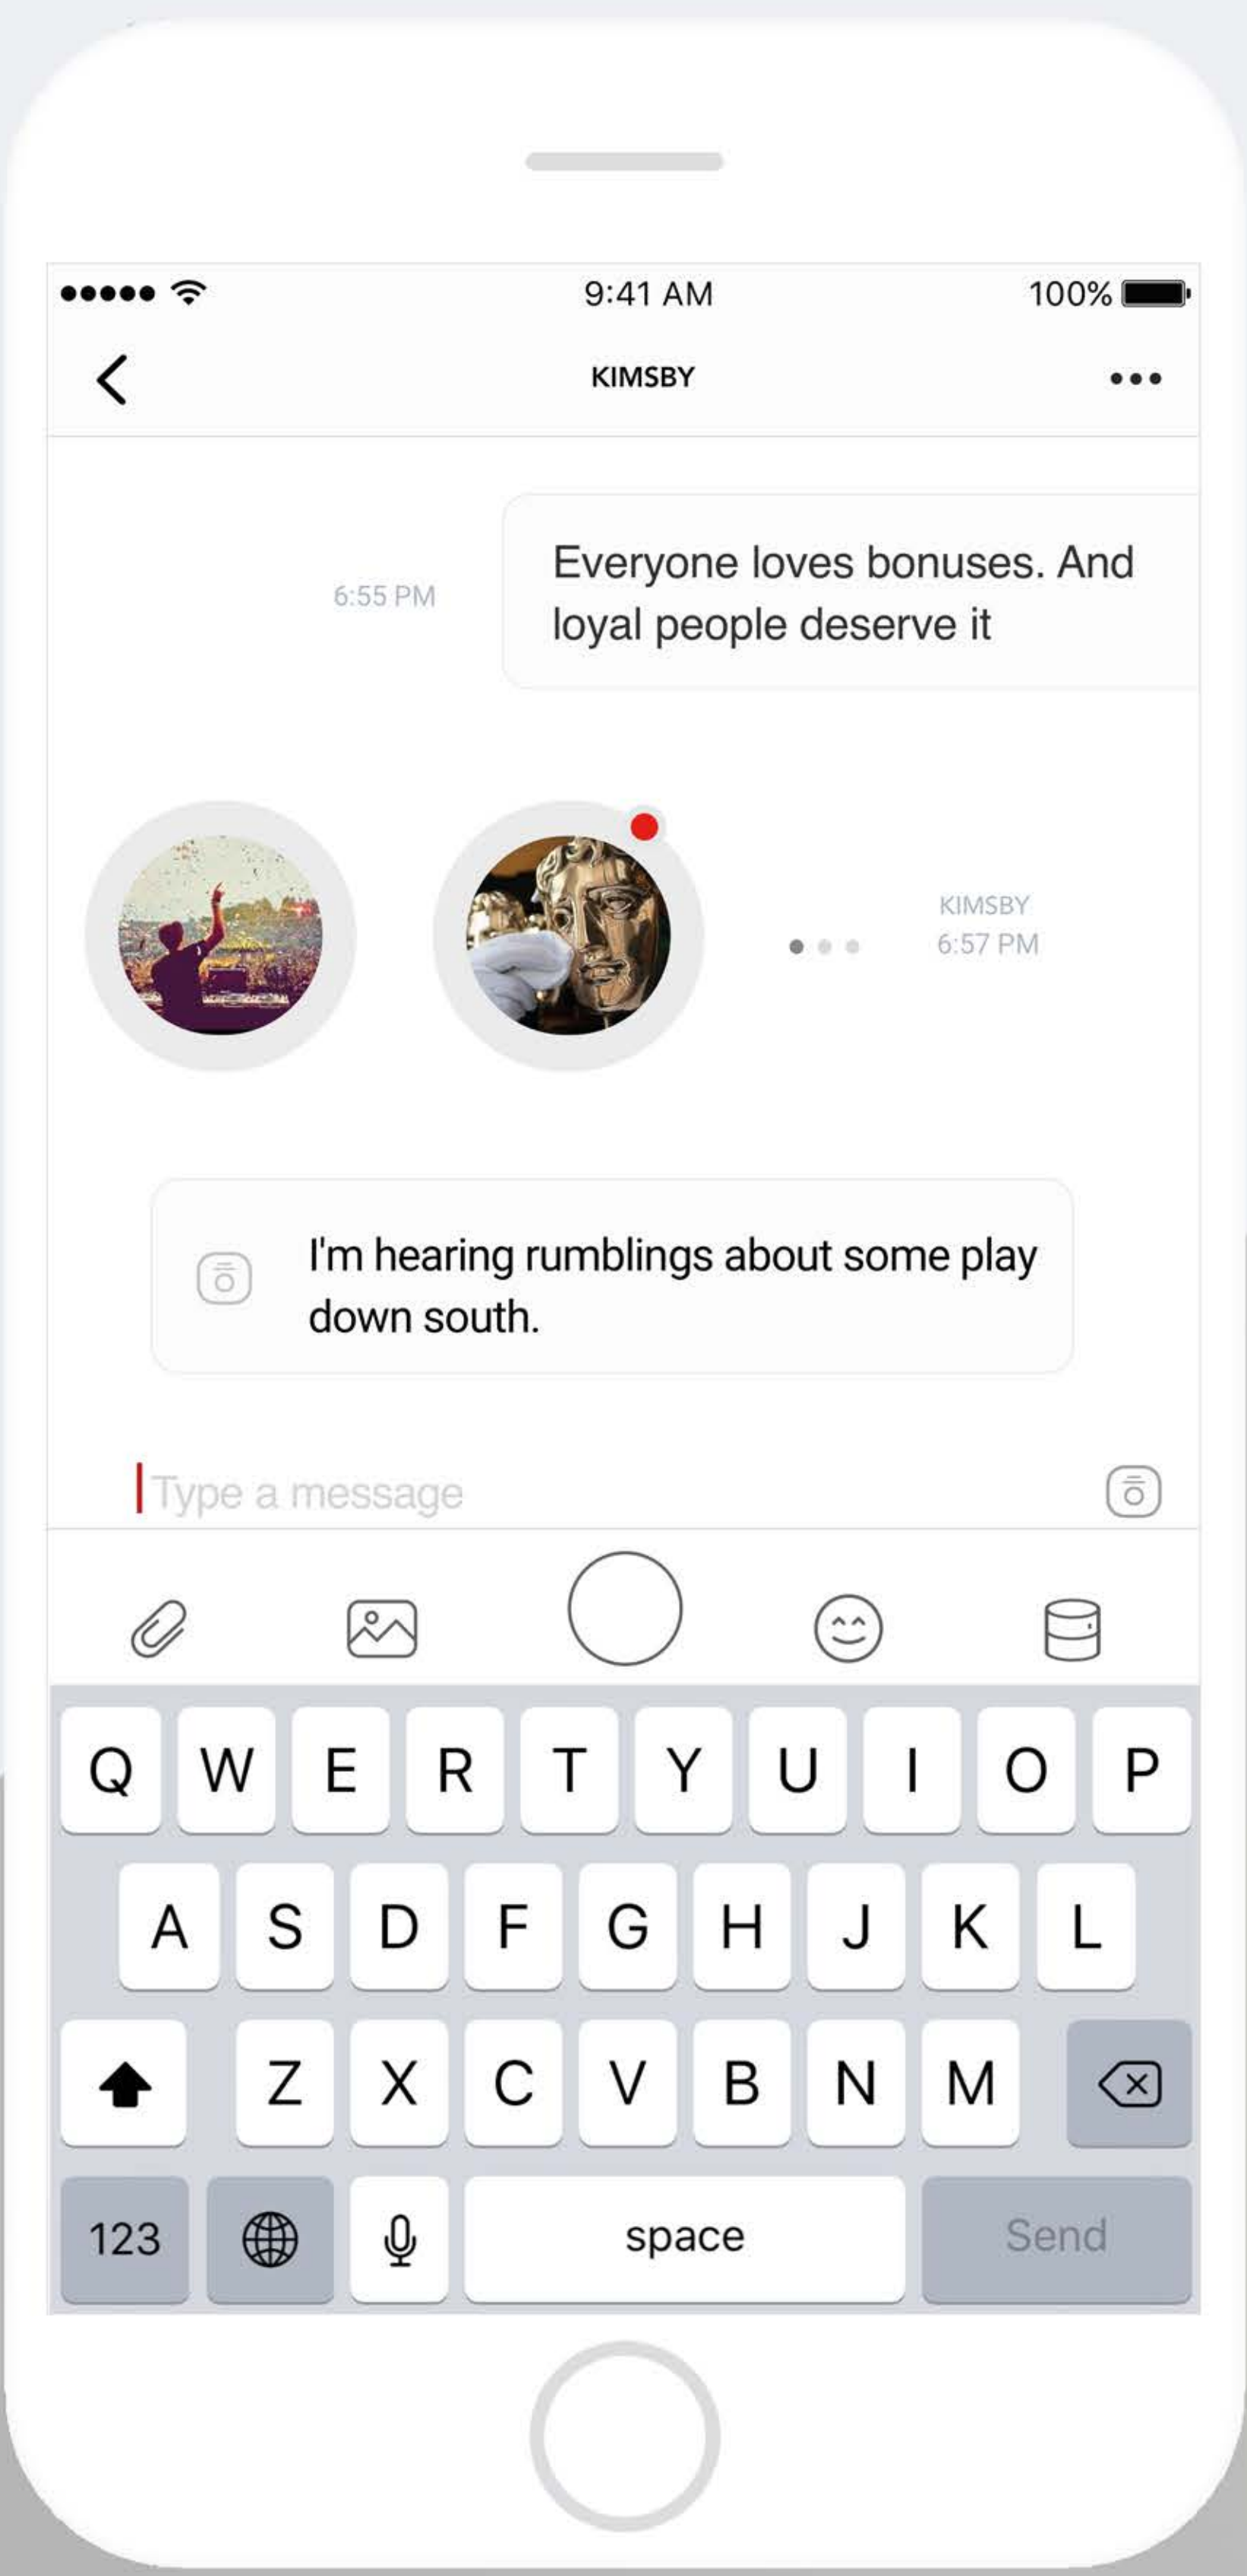 9:41 AM
100%
KIMSBY
Everyone loves bonuses. And
6:55 PM
loyal people deserve it
KIMSBY
6:57 PM
I'm hearing rumblings about some play
down south.
Type a message
Q W E R T Y U I O P
A S D F G H J K L
Z X C V B N M
123 space Send